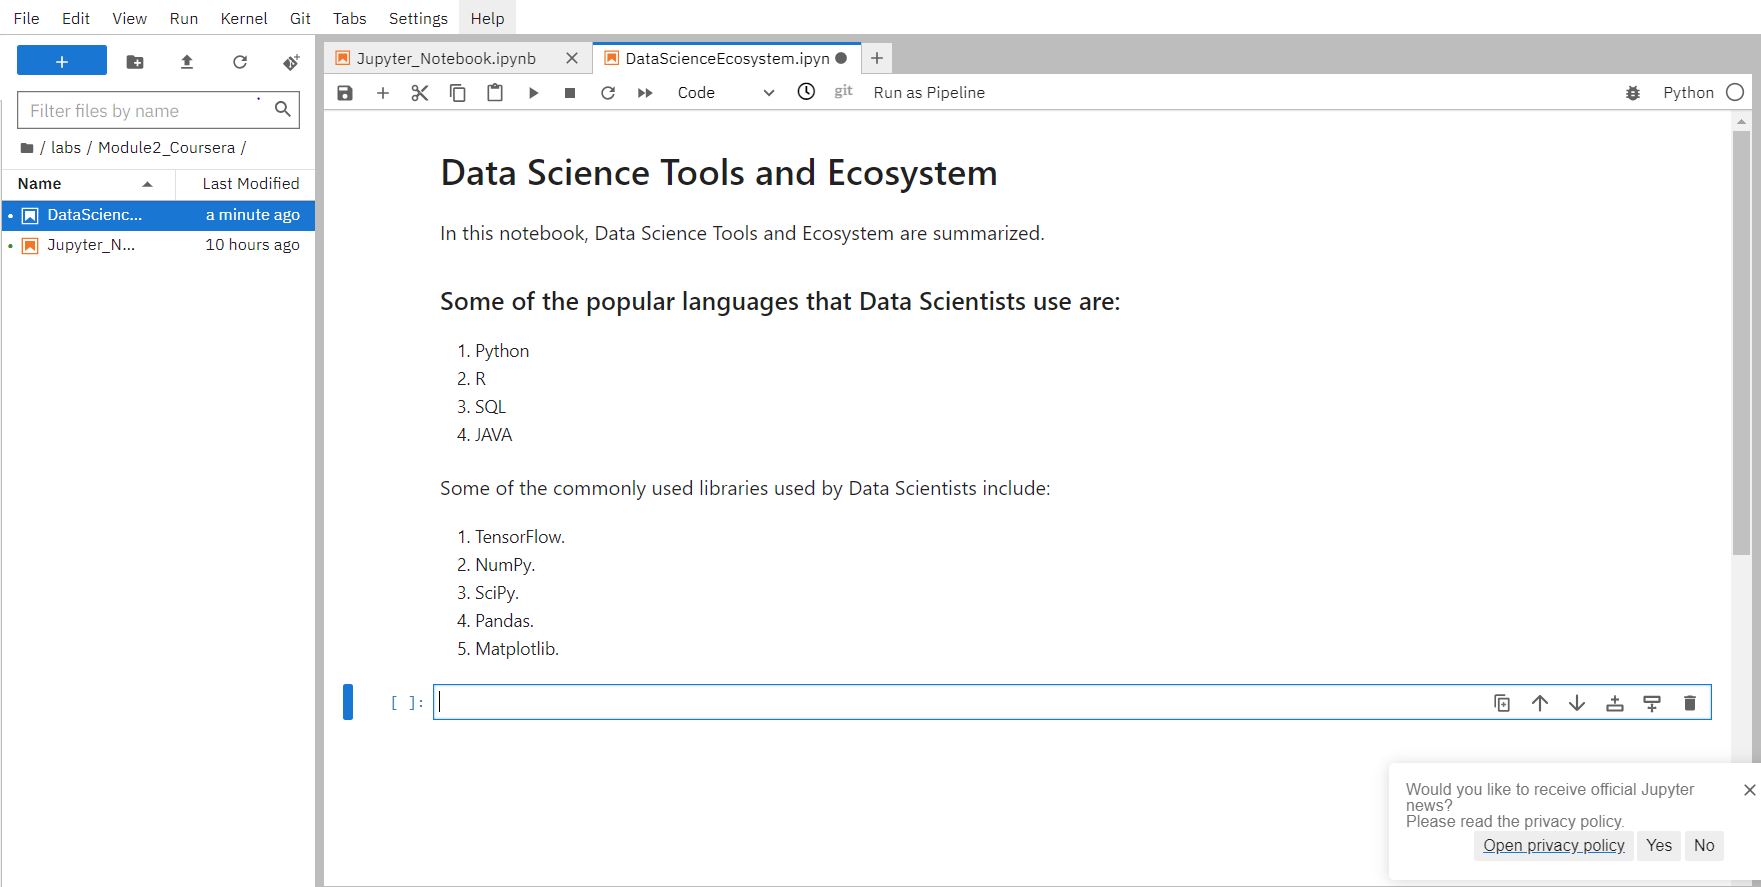 File Edit View Run Kernel Git Tabs Settings Help
+
Filter files by name
/ labs / Module2_Coursera /
Name Last Modified
DataScienc... a minute ago
Jupyter_N... 10 hours ago
Jupyter_Notebook.ipynb DataScienceEcosystem.ipyn +
Code git Run as Pipeline Python
Data Science Tools and Ecosystem
In this notebook, Data Science Tools and Ecosystem are summarized.
Some of the popular languages that Data Scientists use are:
1. Python
2. R
3. SQL
4. JAVA
Some of the commonly used libraries used by Data Scientists include:
1. TensorFlow.
2. NumPy.
3. SciPy.
4. Pandas.
5. Matplotlib.
[ ]:
Would you like to receive official Jupyter
news?
Please read the privacy policy.
Open privacy policy Yes No